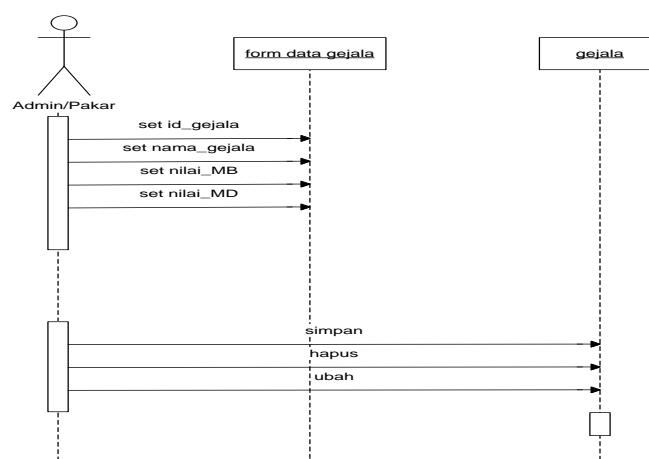 form data gejala
gejala
Admin/Pakar
set id_gejala
set nama_gejala
set nilai_MB
set nilai_MD
simpan
hapus
ubah